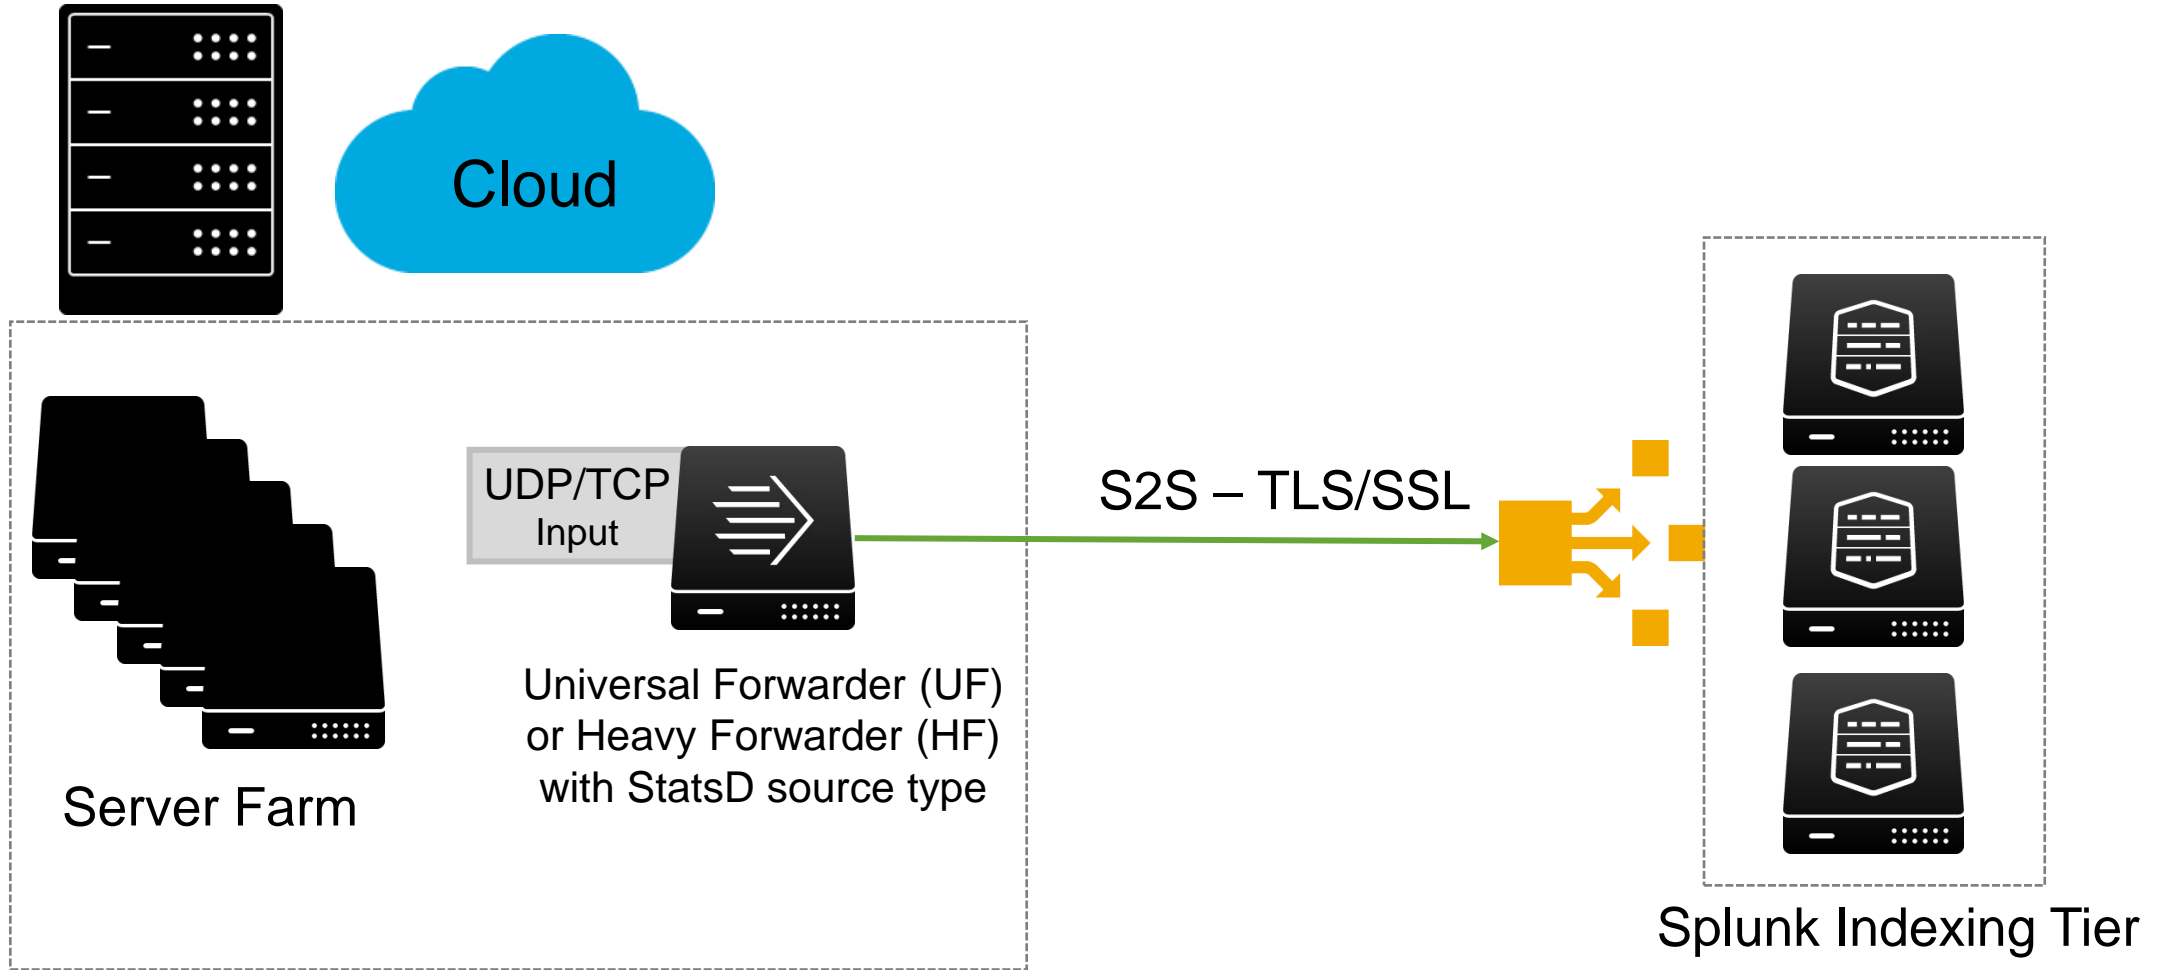 Cloud
UDP/TCP
Input
S2S – TLS/SSL
Universal Forwarder (UF)
or Heavy Forwarder (HF)
with StatsD source type
Server Farm
Splunk Indexing Tier